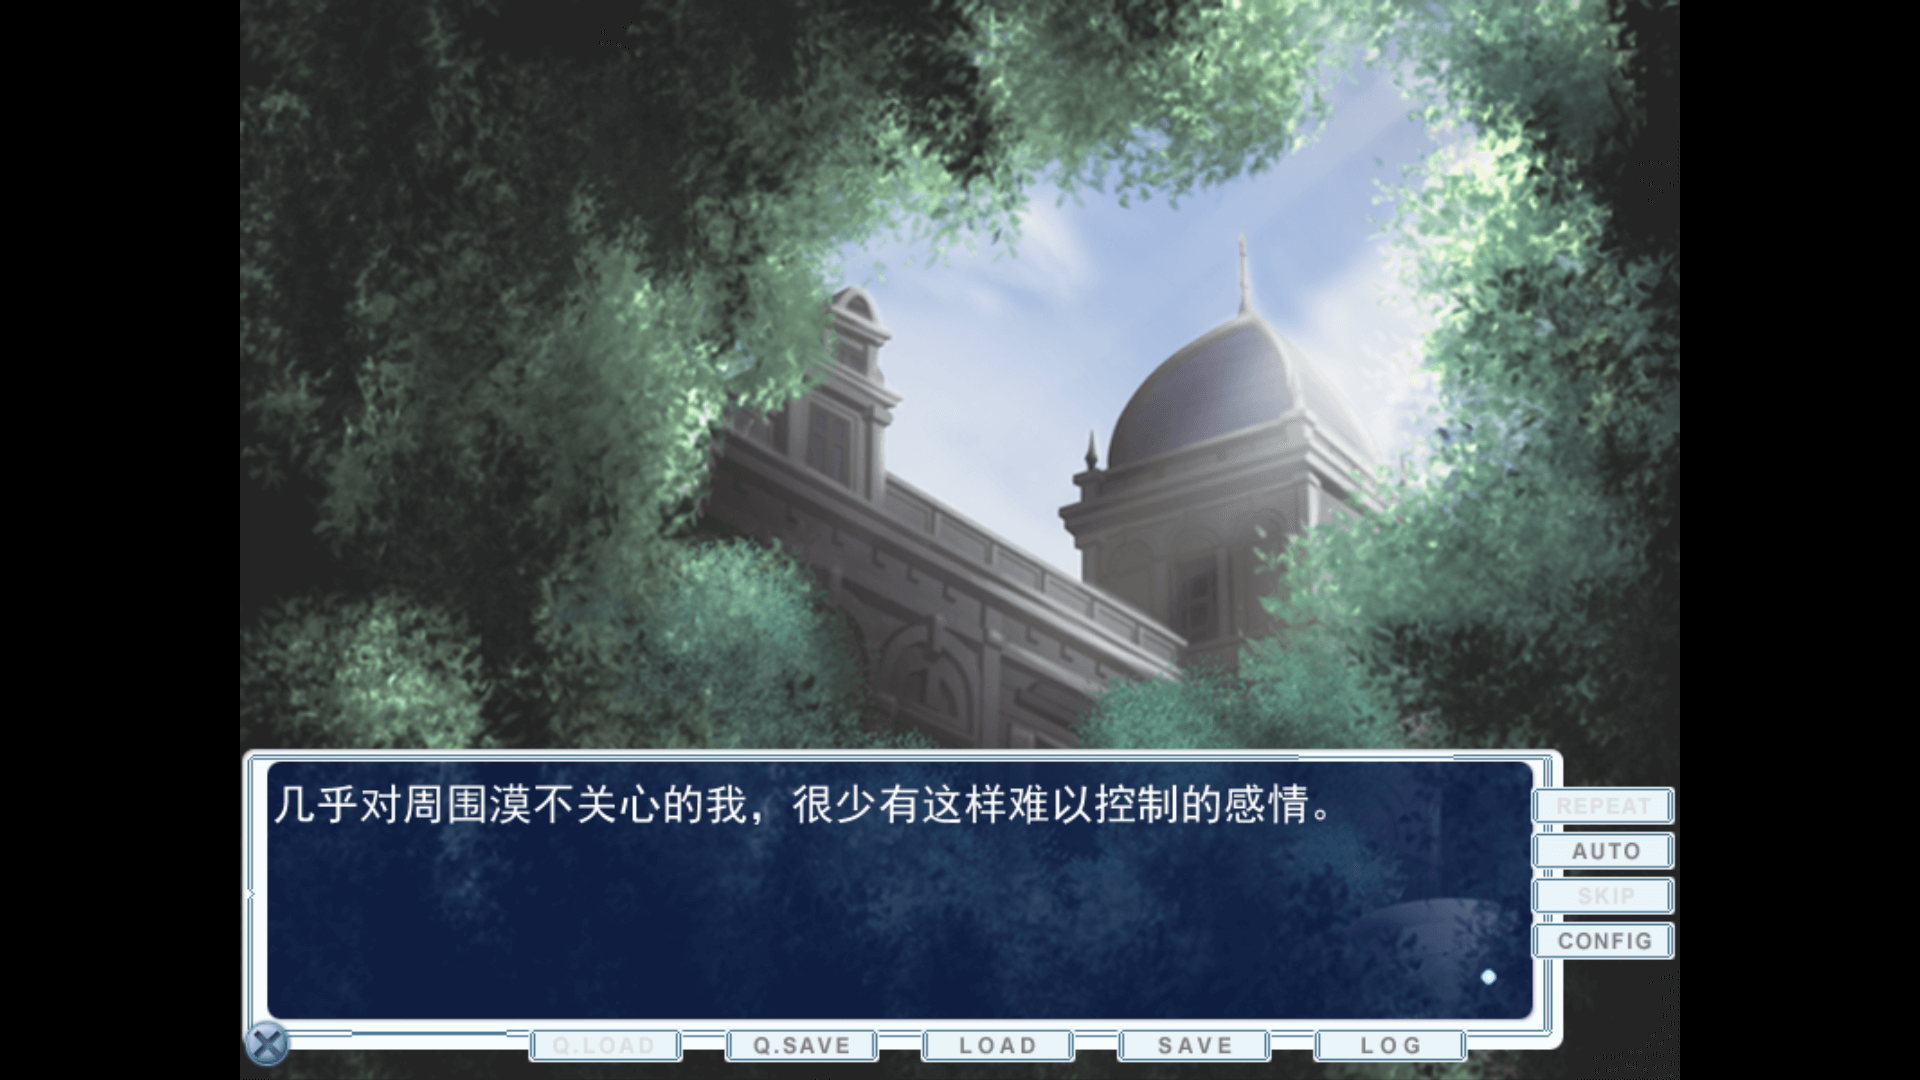 几乎对周围漠不关心的我，很少有这样难以控制的感情。
REPEAT
AUTO
SKIP
CONFIG
Q.LOAD Q.SAVE LOAD SAVE LOG